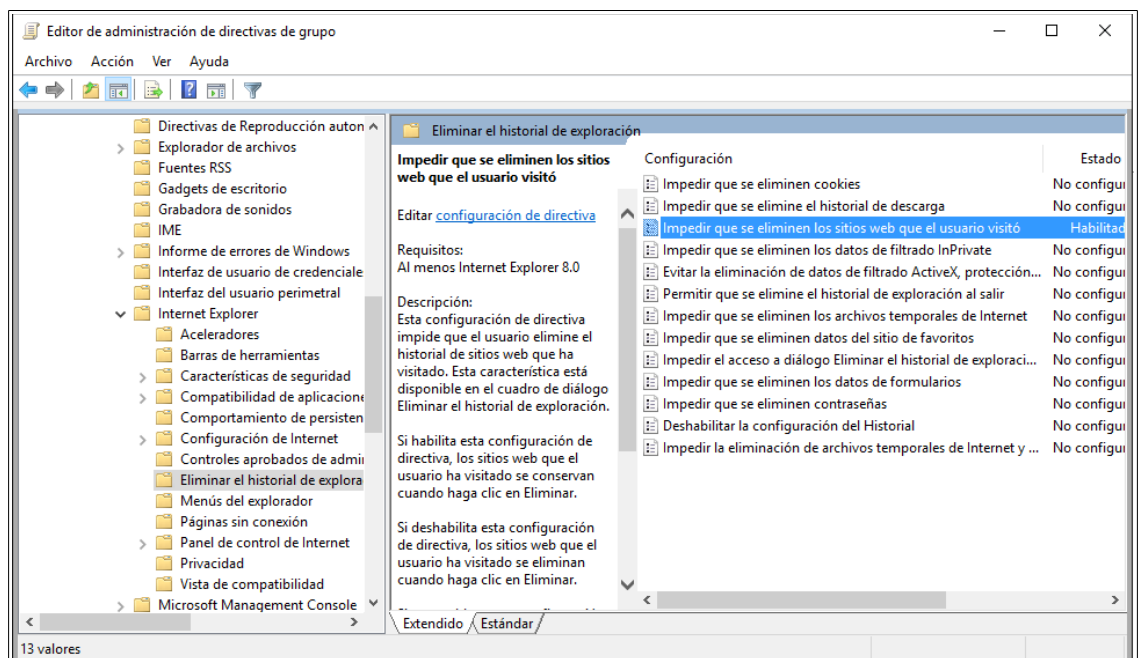 Editor de administración de directivas de grupo
Archivo Acción Ver Ayuda
Directivas de Reproducción auton
Explorador de archivos
Fuentes RSS
Gadgets de escritorio
Grabadora de sonidos
IME
Informe de errores de Windows
Interfaz de usuario de credenciale
Interfaz del usuario perimetral
Internet Explorer
Aceleradores
Barras de herramientas
Características de seguridad
Compatibilidad de aplicacione
Comportamiento de persisten
Configuración de Internet
Controles aprobados de admi
Eliminar el historial de explora
Menús del explorador
Páginas sin conexión
Panel de control de Internet
Privacidad
Vista de compatibilidad
Microsoft Management Console
Eliminar el historial de exploración
Impedir que se eliminen los sitios
web que el usuario visitó
Editar configuración de directiva
Requisitos:
Al menos Internet Explorer 8.0
Descripción:
Esta configuración de directiva
impide que el usuario elimine el
historial de sitios web que ha
visitado. Esta característica está
disponible en el cuadro de diálogo
Eliminar el historial de exploración.
Si habilita esta configuración de
directiva, los sitios web que el
usuario ha visitado se conservan
cuando haga clic en Eliminar.
Si deshabilita esta configuración
de directiva, los sitios web que el
usuario ha visitado se eliminan
cuando haga clic en Eliminar.
Configuración Estado
Impedir que se eliminen cookies No configu
Impedir que se elimine el historial de descarga No configu
Impedir que se eliminen los sitios web que el usuario visitó Habilitad
Impedir que se eliminen los datos de filtrado InPrivate No configu
Evitar la eliminación de datos de filtrado ActiveX, protección... No configu
Permitir que se elimine el historial de exploración al salir No configu
Impedir que se eliminen los archivos temporales de Internet No configu
Impedir que se eliminen datos del sitio de favoritos No configu
Impedir el acceso a diálogo Eliminar el historial de exploraci... No configu
Impedir que se eliminen los datos de formularios No configu
Impedir que se eliminen contraseñas No configu
Deshabilitar la configuración del Historial No configu
Impedir la eliminación de archivos temporales de Internet y ... No configu
Extendido Estándar
13 valores